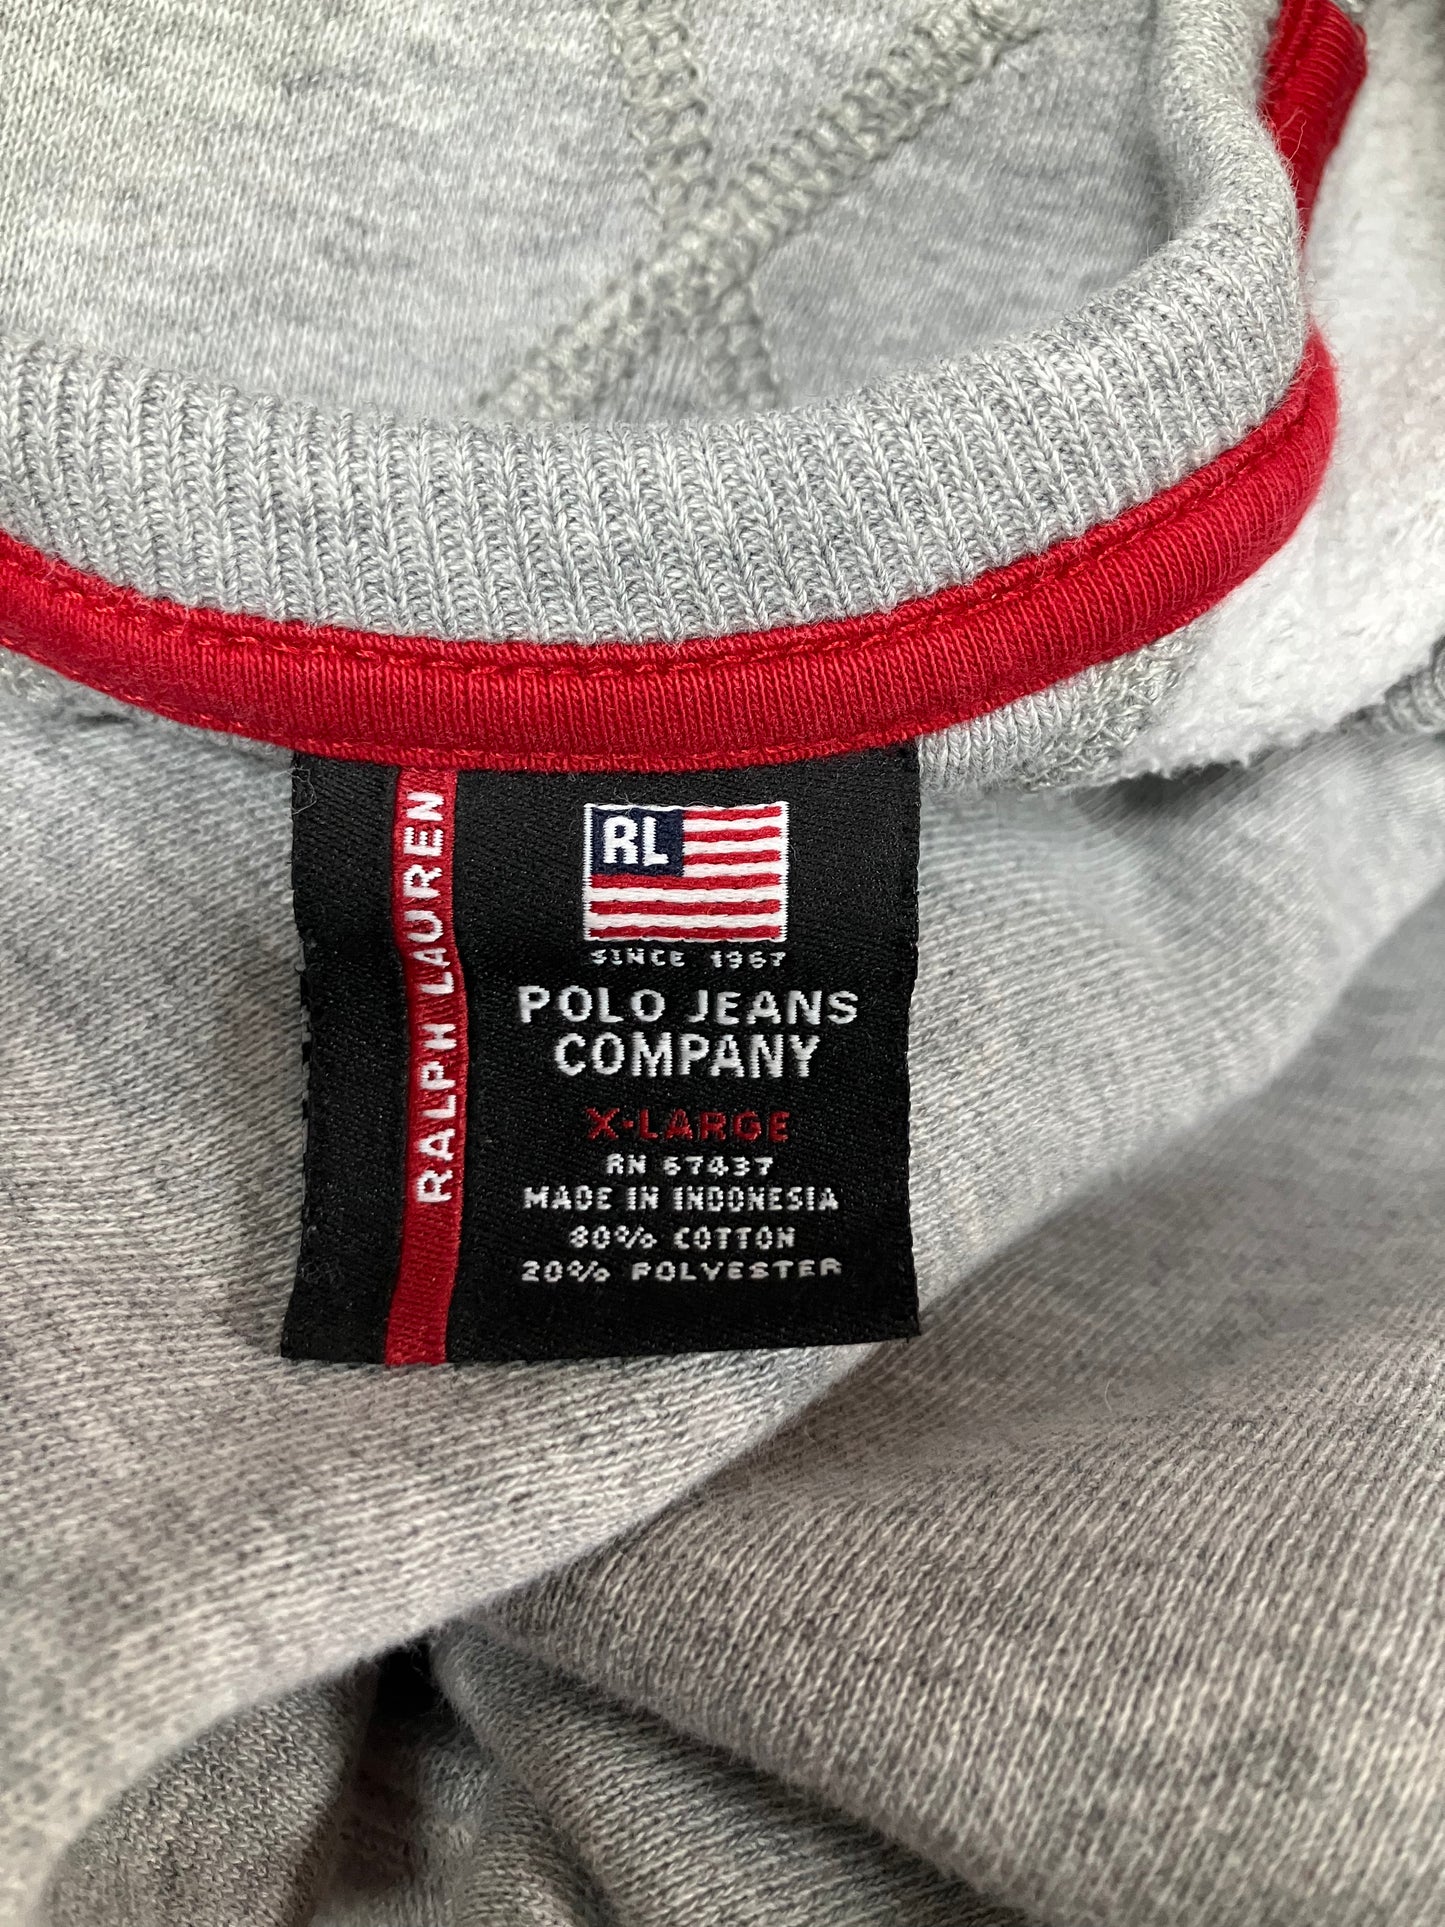 RALPH LAUREN
RL
SINCE 1967
POLO JEANS
COMPANY
X-LARGE
RN 67437
MADE IN INDONESIA
80% COTTON
20% POLYESTER